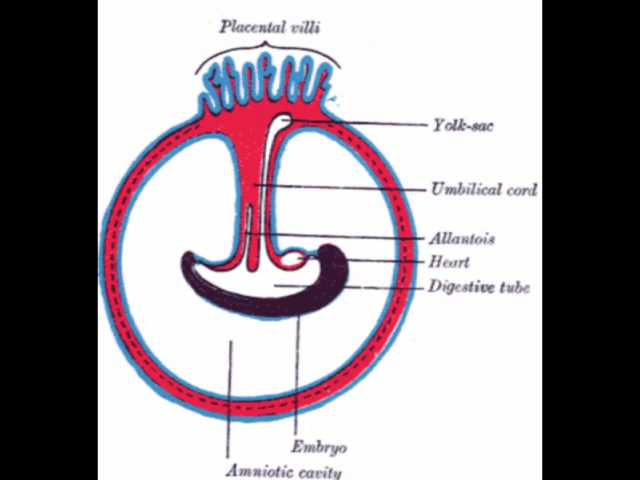 Placental villi
Yolk-sac
Umbilical cord
Allantois
Heart
Digestive tube
Embryo
Amniotic cavity